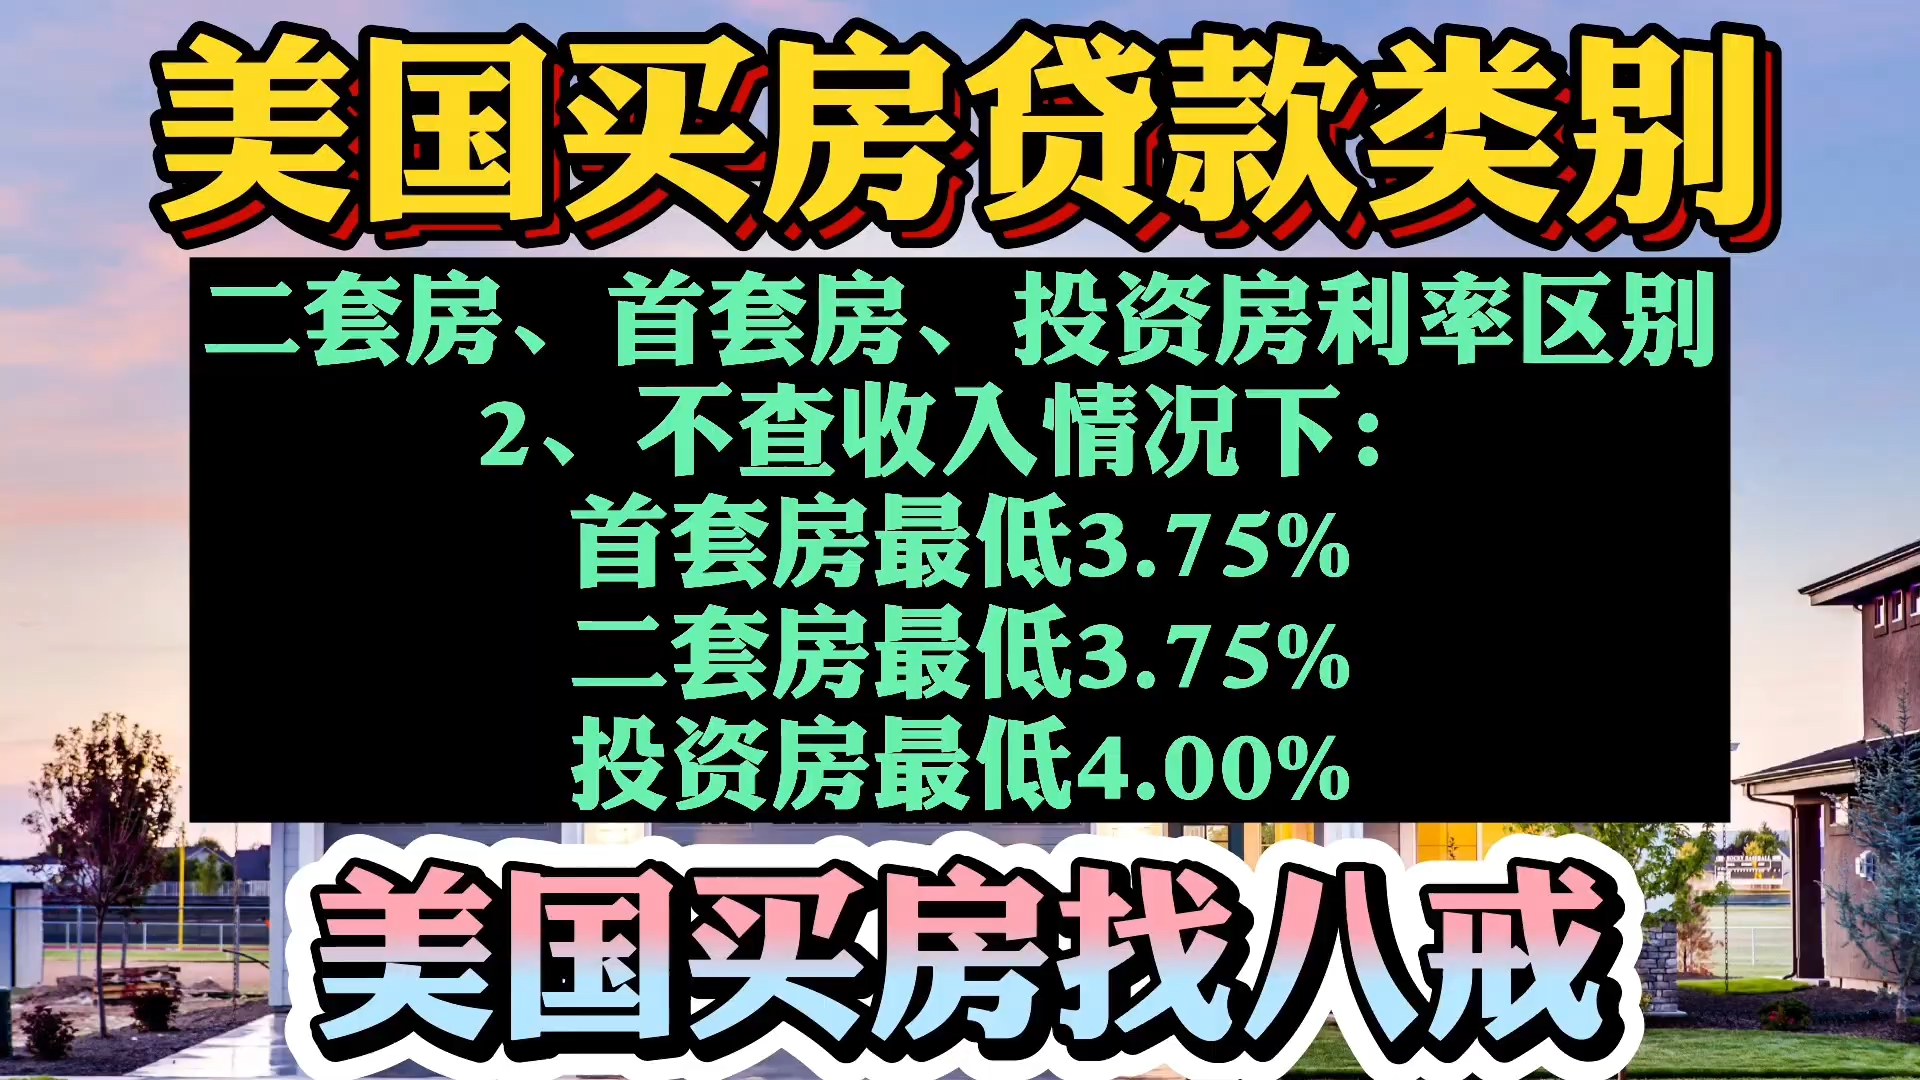 美国买房贷款类别
二套房、首套房、投资房利率区别
2、不查收入情况下：
首套房最低3.75%
二套房最低3.75%
投资房最低4.00%
美国买房找八戒